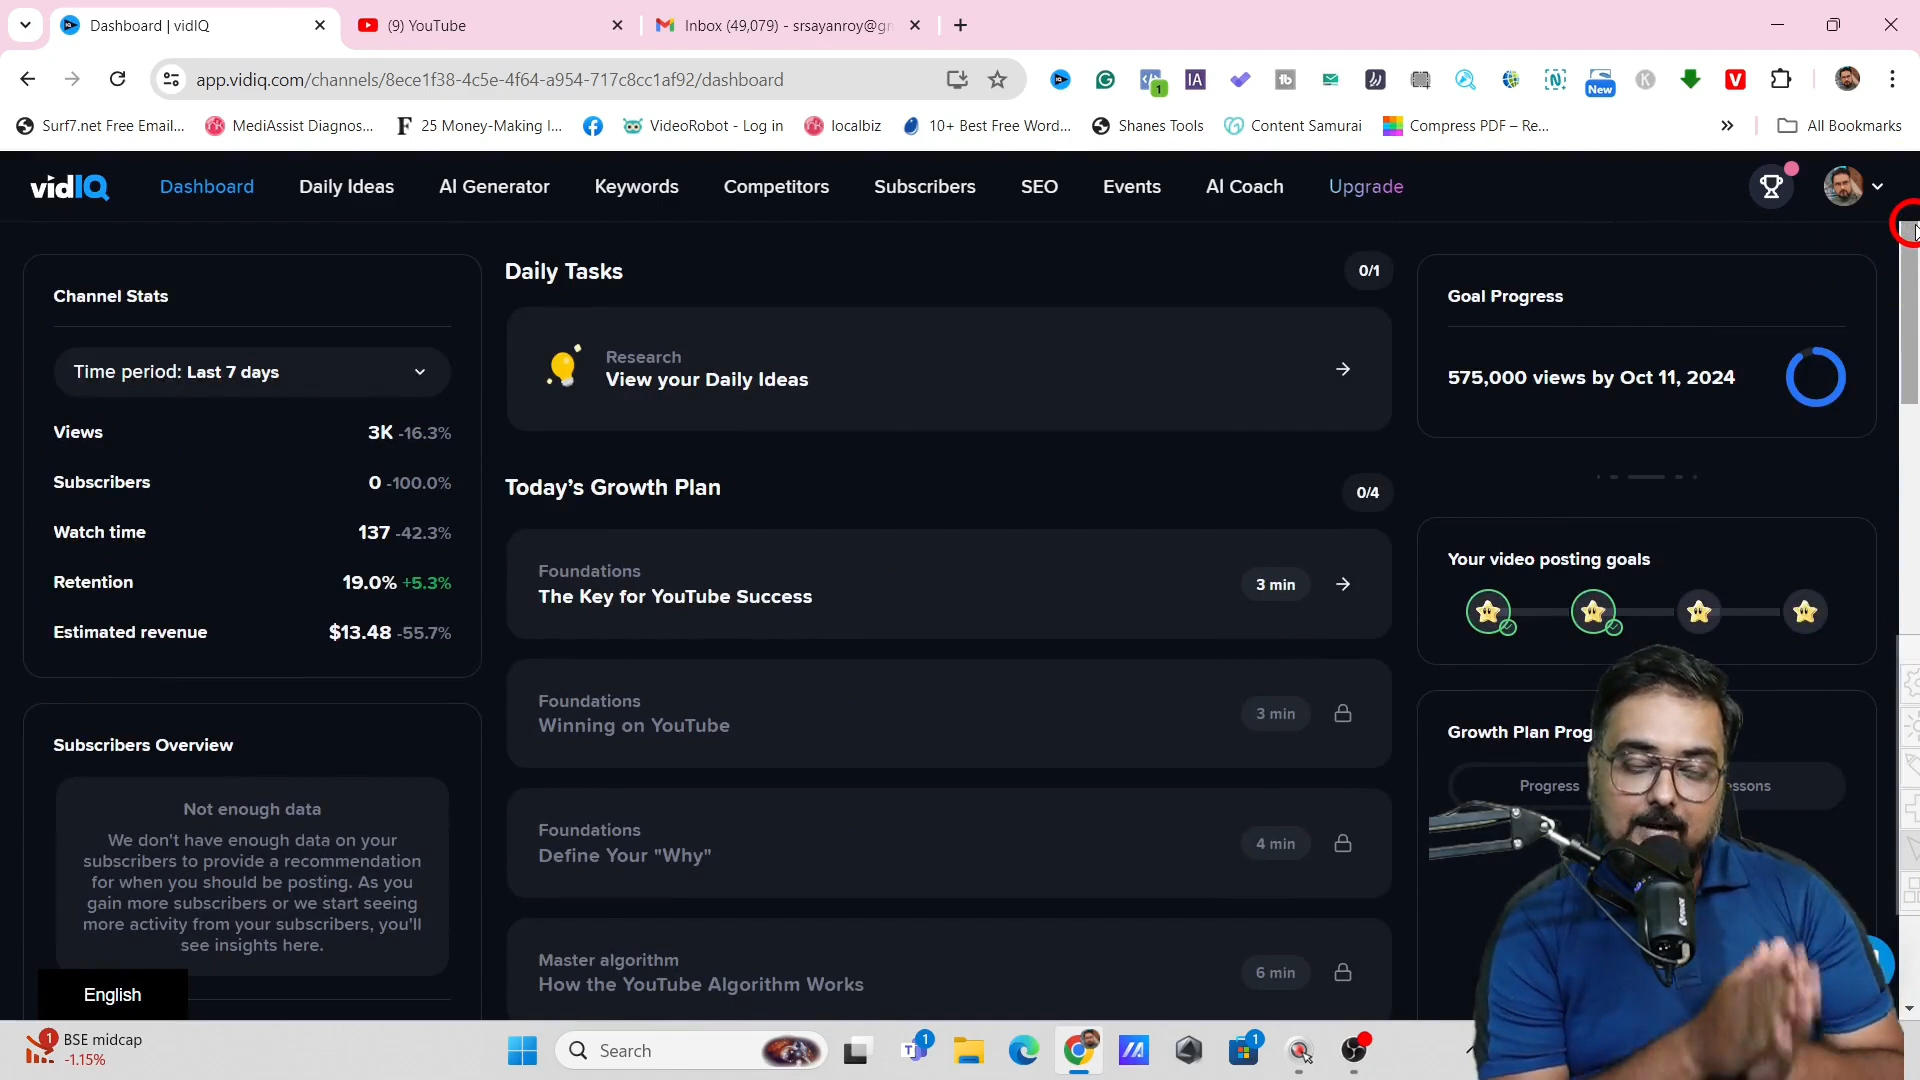 Dashboard | vidIQ
(9) YouTube
Inbox (49,079) - srsayanroy@gm
app.vidiq.com/channels/8ece1f38-4c5e-4f64-a954-717c8cc1af92/dashboard
1
IA
New
Surf7.net Free Email...
MediAssist Diagnos...
25 Money-Making I...
VideoRobot - Log in
localbiz
10+ Best Free Word...
Shanes Tools
Content Samurai
Compress PDF – Re...
All Bookmarks
vidIQ
Dashboard
Daily Ideas
AI Generator
Keywords
Competitors
Subscribers
SEO
Events
AI Coach
Upgrade
Channel Stats
Time period: Last 7 days
Views 3K -16.3%
Subscribers 0 -100.0%
Watch time 137 -42.3%
Retention 19.0% +5.3%
Estimated revenue $13.48 -55.7%
Subscribers Overview
Not enough data
We don't have enough data on your
subscribers to provide a recommendation
for when you should be posting. As you
gain more subscribers or we start seeing
more activity from your subscribers, you'll
see insights here.
English
Daily Tasks 0/1
Research
View your Daily Ideas
Today's Growth Plan 0/4
Foundations
The Key for YouTube Success
3 min
Foundations
Winning on YouTube
3 min
Foundations
Define Your "Why"
4 min
Master algorithm
How the YouTube Algorithm Works
6 min
Goal Progress
575,000 views by Oct 11, 2024
Your video posting goals
Growth Plan Prog
Progress
ssons
1
BSE midcap
-1.15%
Search
1
1